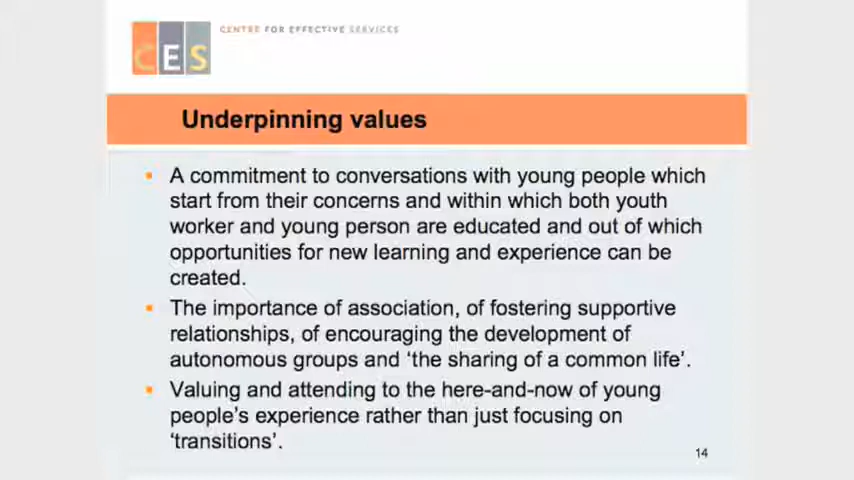 CES
CENTRE FOR EFFECTIVE SERVICES
Underpinning values
A commitment to conversations with young people which
start from their concerns and within which both youth
worker and young person are educated and out of which
opportunities for new learning and experience can be
created.
The importance of association, of fostering supportive
relationships, of encouraging the development of
autonomous groups and ‘the sharing of a common life’.
Valuing and attending to the here-and-now of young
people’s experience rather than just focusing on
‘transitions’.
14